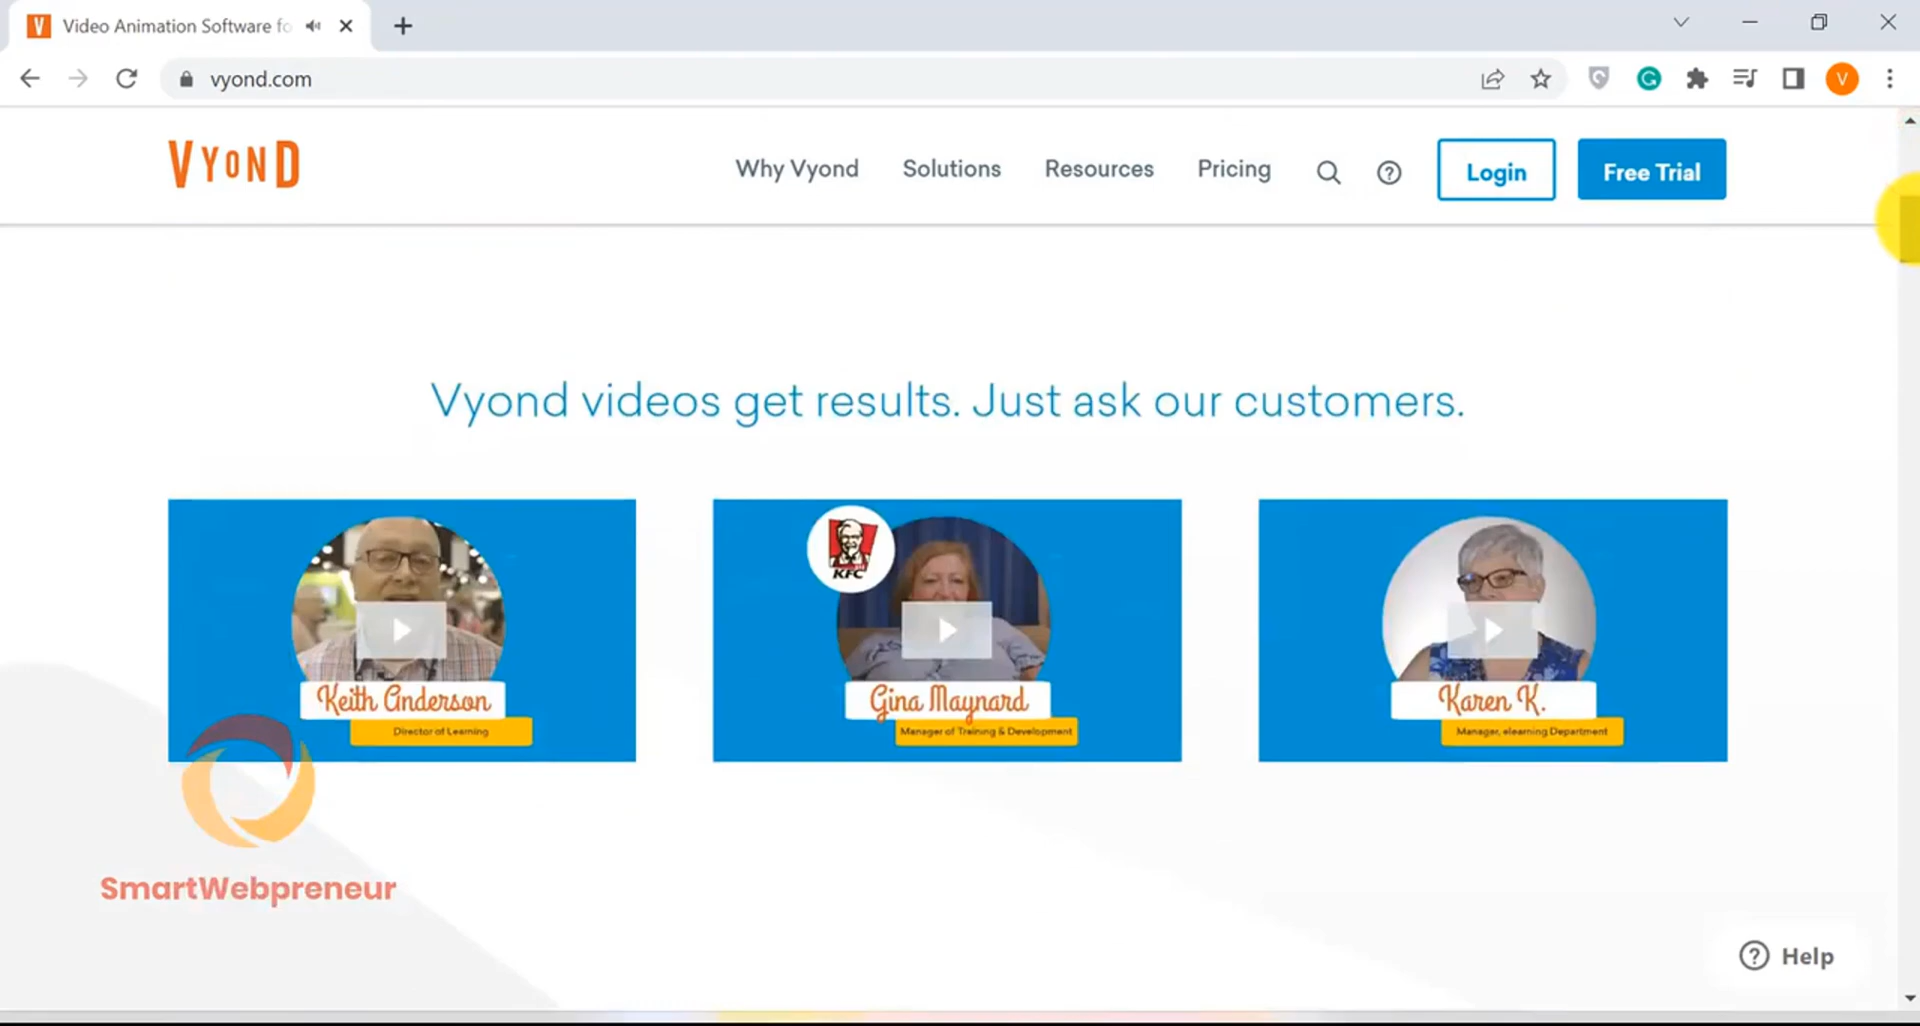 Video Animation Software fo
vyond.com
V
VYOND
Why Vyond
Solutions
Resources
Pricing
Login
Free Trial
Vyond videos get results. Just ask our customers.
KFC
Keith Anderson
Director of Learning
Gina Maynard
Manager of Training & Development
Karen K.
Manager, elearning Department
SmartWebpreneur
Help